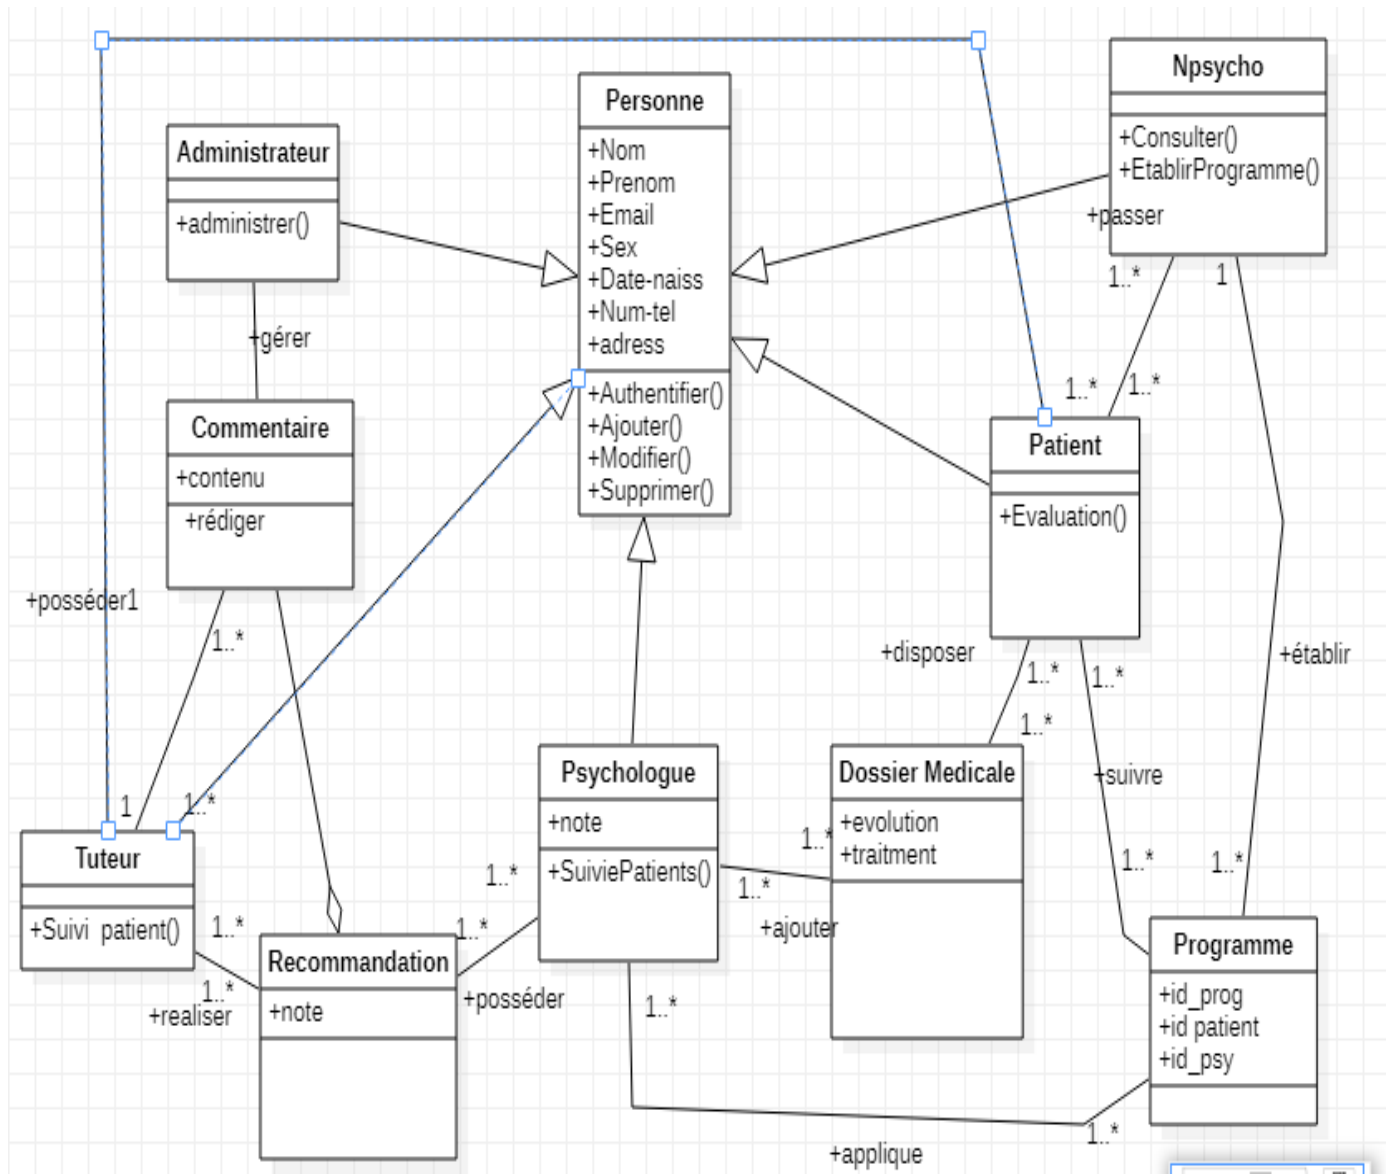 Npsycho
+Consulter()
+EtablirProgramme()
Personne
+Nom
+Prenom
+Email
+Sex
+Date-naiss
+Num-tel
+adress
+Authentifier()
+Ajouter()
+Modifier()
+Supprimer()
Administrateur
+administrer()
+passer
1..*
1
+gérer
1..*
1..*
Commentaire
+contenu
+rédiger
Patient
+Evaluation()
+posséder1
1..*
+disposer
1..*
1..*
+établir
1..*
Psychologue
+note
+SuiviePatients()
Dossier Medicale
+evolution
+traitment
+suivre
1
1..*
Tuteur
+Suivi patient()
1..*
1..*
1..*
1..*
1..*
1..*
1..*
+ajouter
Recommandation
+note
1..*
+realiser
+posséder
1..*
Programme
+id_prog
+id patient
+id_psy
1..*
+applique